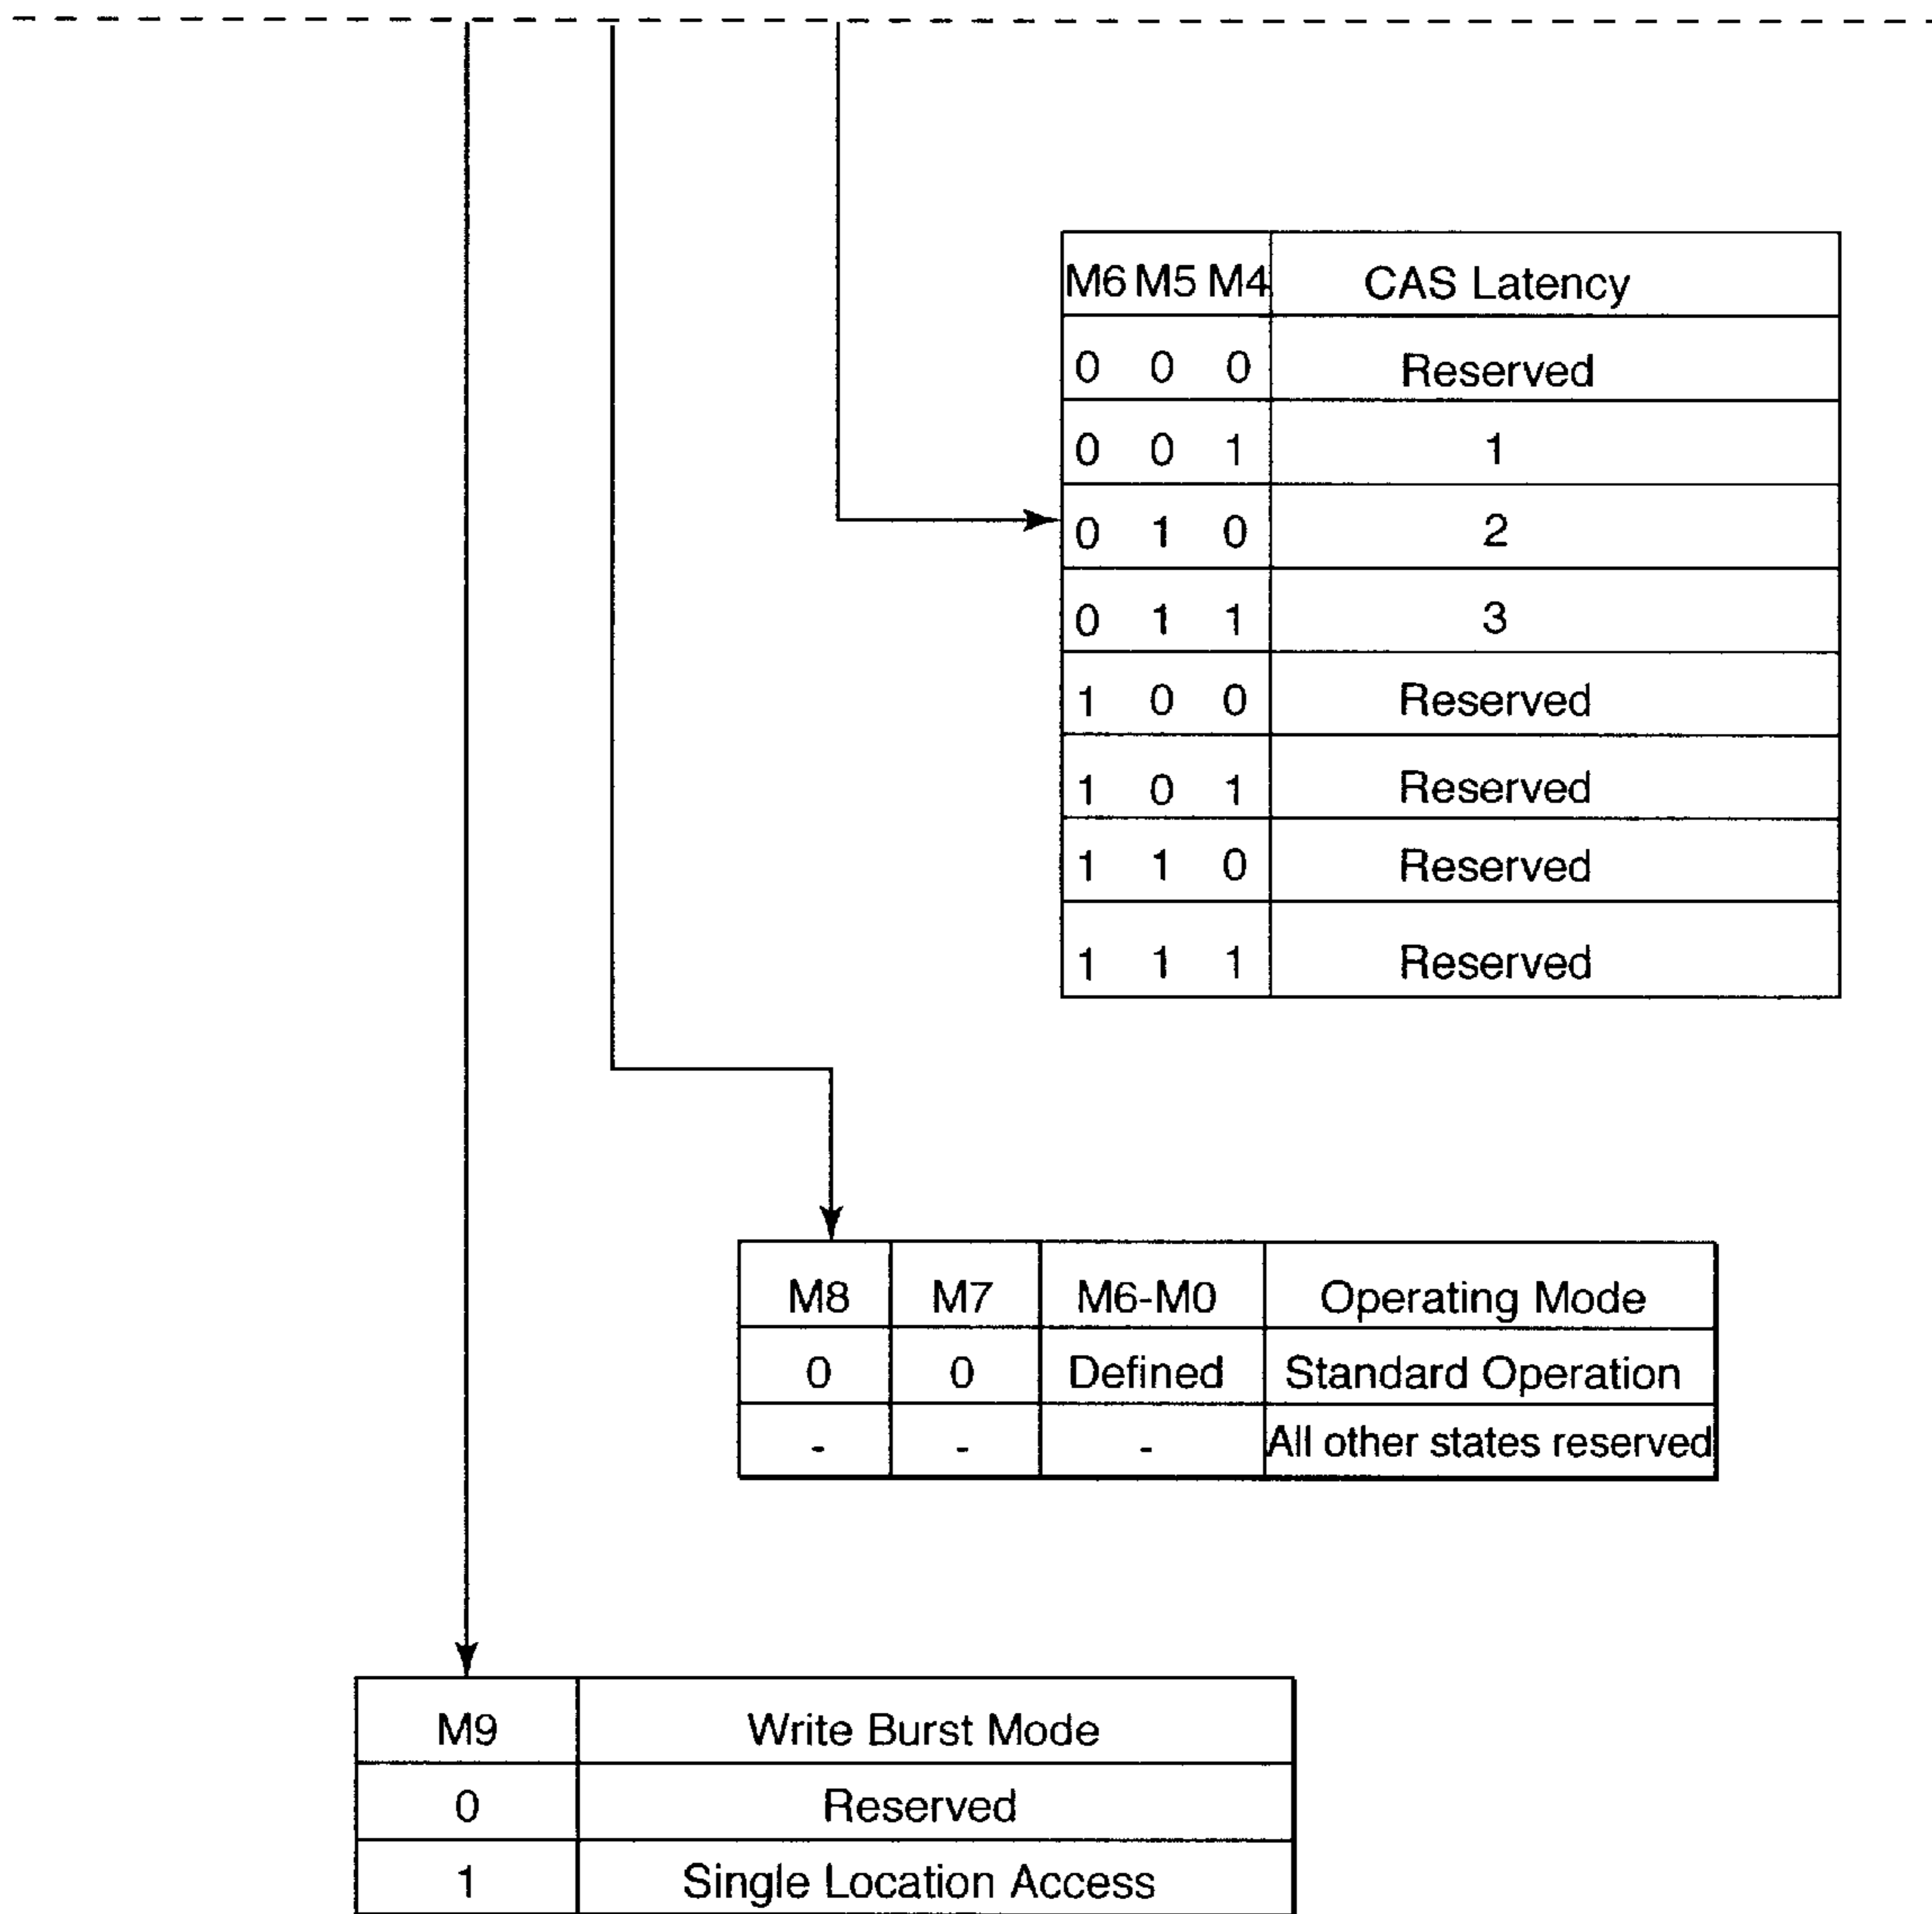 M6 M5 M4 CAS Latency
0 0 0 Reserved
0 0 1 1
0 1 0 2
0 1 1 3
1 0 0 Reserved
1 0 1 Reserved
1 1 0 Reserved
1 1 1 Reserved
M8 M7 M6-M0 Operating Mode
0 0 Defined Standard Operation
- - - All other states reserved
M9 Write Burst Mode
0 Reserved
1 Single Location Access